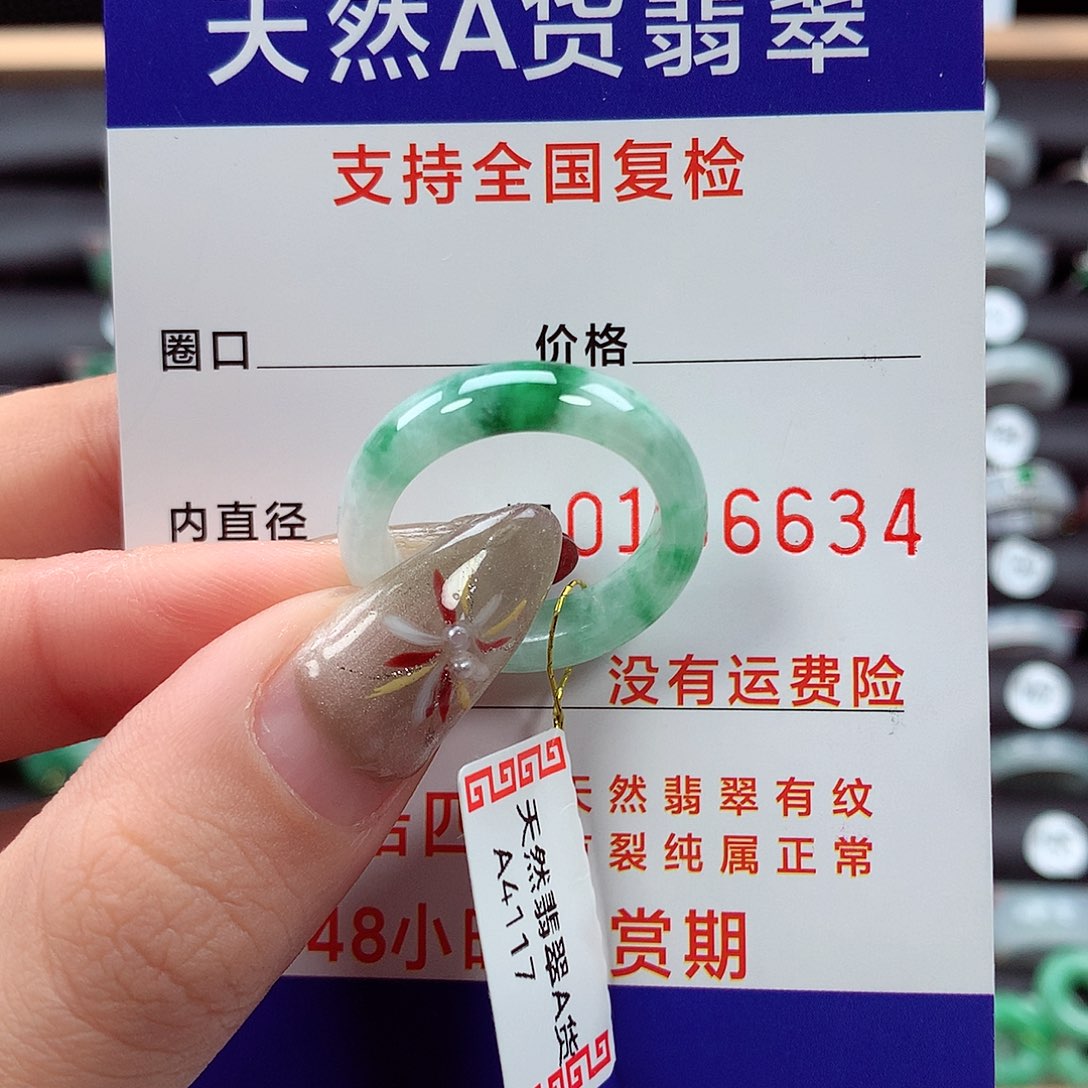 天然A货翡翠
支持全国复检
圈口 价格
内直径 01 6634
没有运费险
然翡翠有纹
裂纯属正常
48小 赏期
天然翡翠A货
A4117